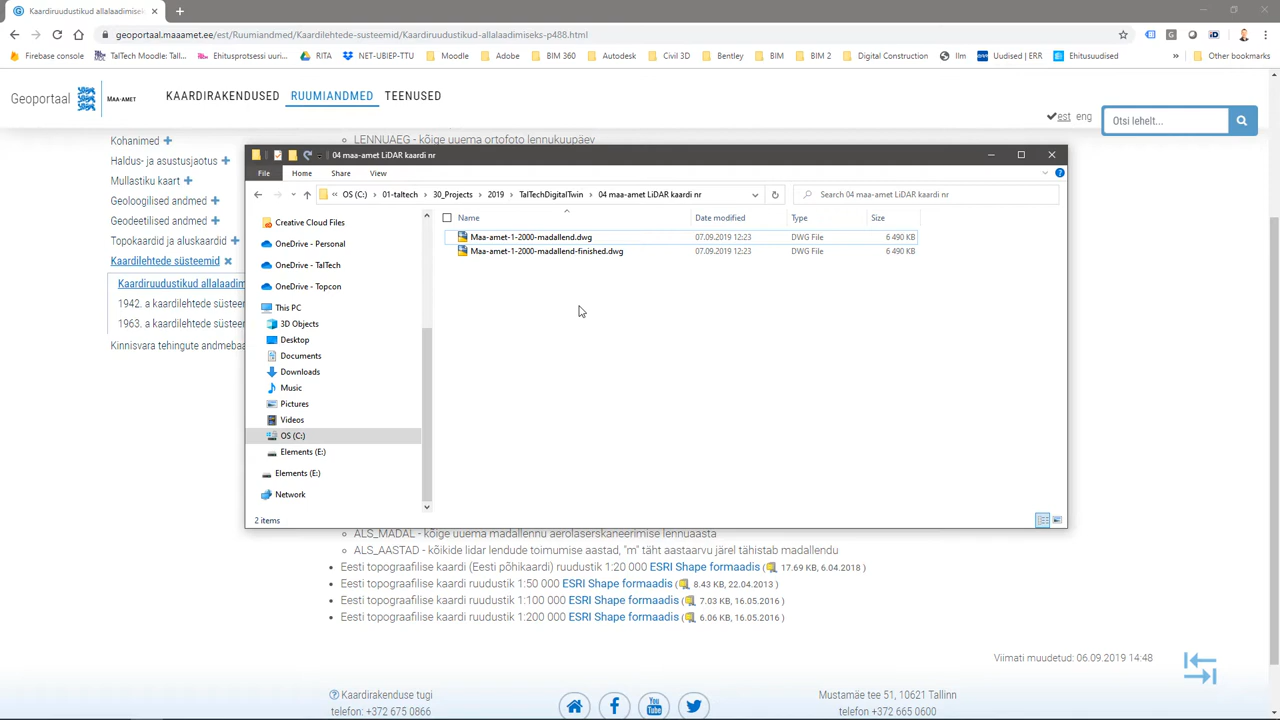 Kaardiruudustikud allalaadimiseks
geoportaal.maaamet.ee/est/Ruumiandmed/Kaardilehtede-susteemid/Kaardiruudustikud-allalaadimiseks-p488.html
Firebase console
TalTech Moodle: Tall...
Ehitusprotsessi uuri...
RITA
NET-UBIEP-TTU
Moodle
Adobe
BIM 360
Autodesk
Civil 3D
Bentley
BIM
BIM 2
Digital Construction
Ilm
Uudised | ERR
Ehitusuudised
»
Other bookmarks
Geoportaal
MAA-AMET
KAARDIRAKENDUSED
RUUMIANDMED
TEENUSED
est eng
Otsi lehelt...
Kohanimed
LENNUAEG - kõige uuema ortofoto lennukuupäev
Haldus- ja asustusjaotus
Mullastiku kaart
Geoloogilised andmed
Geodeetilised andmed
Topokaardid ja aluskaardid
Kaardilehtede süsteemid
Kaardiruudustikud allalaadim
1942. a kaardilehtede süsteem
1963. a kaardilehtede süsteem
Kinnisvara tehingute andmebaa
04 maa-amet LiDAR kaardi nr
File Home Share View
« OS (C:) > 01-taltech > 30_Projects > 2019 > TalTechDigitalTwin > 04 maa-amet LiDAR kaardi nr
Search 04 maa-amet LiDAR kaardi nr
Name Date modified Type Size
Maa-amet-1-2000-madallend.dwg 07.09.2019 12:23 DWG File 6 490 KB
Maa-amet-1-2000-madallend-finished.dwg 07.09.2019 12:23 DWG File 6 490 KB
Creative Cloud Files
OneDrive - Personal
OneDrive - TalTech
OneDrive - Topcon
This PC
3D Objects
Desktop
Documents
Downloads
Music
Pictures
Videos
OS (C:)
Elements (E:)
Elements (E:)
Network
2 items
ALS_MADAL - kõige uuema madallennu aerolaserskaneerimise lennuaasta
ALS_AASTAD - kõikide lidar lendude toimumise aastad, "m" täht aastaarvu järel tähistab madallendu
Eesti topograafilise kaardi (Eesti põhikaardi) ruudustik 1:20 000 ESRI Shape formaadis ( 17.69 KB, 6.04.2018 )
Eesti topograafilise kaardi ruudustik 1:50 000 ESRI Shape formaadis ( 8.43 KB, 22.04.2013 )
Eesti topograafilise kaardi ruudustik 1:100 000 ESRI Shape formaadis ( 7.03 KB, 16.05.2016 )
Eesti topograafilise kaardi ruudustik 1:200 000 ESRI Shape formaadis ( 6.06 KB, 16.05.2016 )
Viimati muudetud: 06.09.2019 14:48
Kaardirakenduse tugi
telefon: +372 675 0866
Mustamäe tee 51, 10621 Tallinn
telefon: +372 665 0600